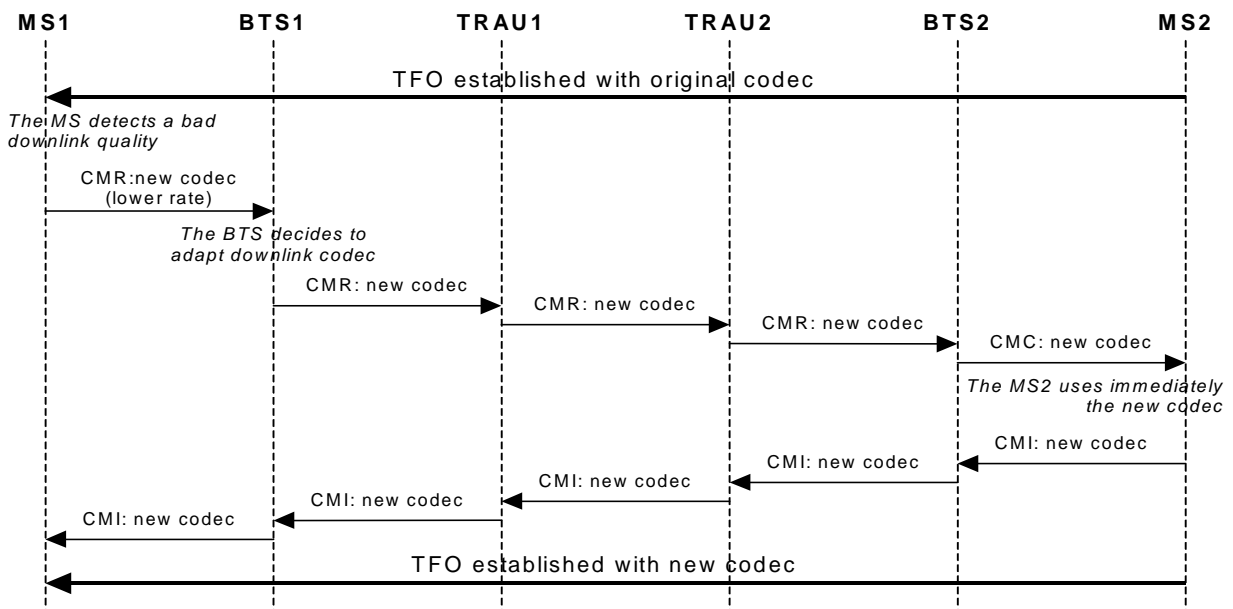 MS1 BTS1 TRAU1 TRAU2 BTS2 MS2
TFO established with original codec
The MS detects a bad
downlink quality
CMR:new codec
(lower rate)
The BTS decides to
adapt downlink codec
CMR: new codec
CMR: new codec
CMR: new codec
CMC: new codec
The MS2 uses immediately
the new codec
CMI: new codec
CMI: new codec
CMI: new codec
CMI: new codec
CMI: new codec
TFO established with new codec